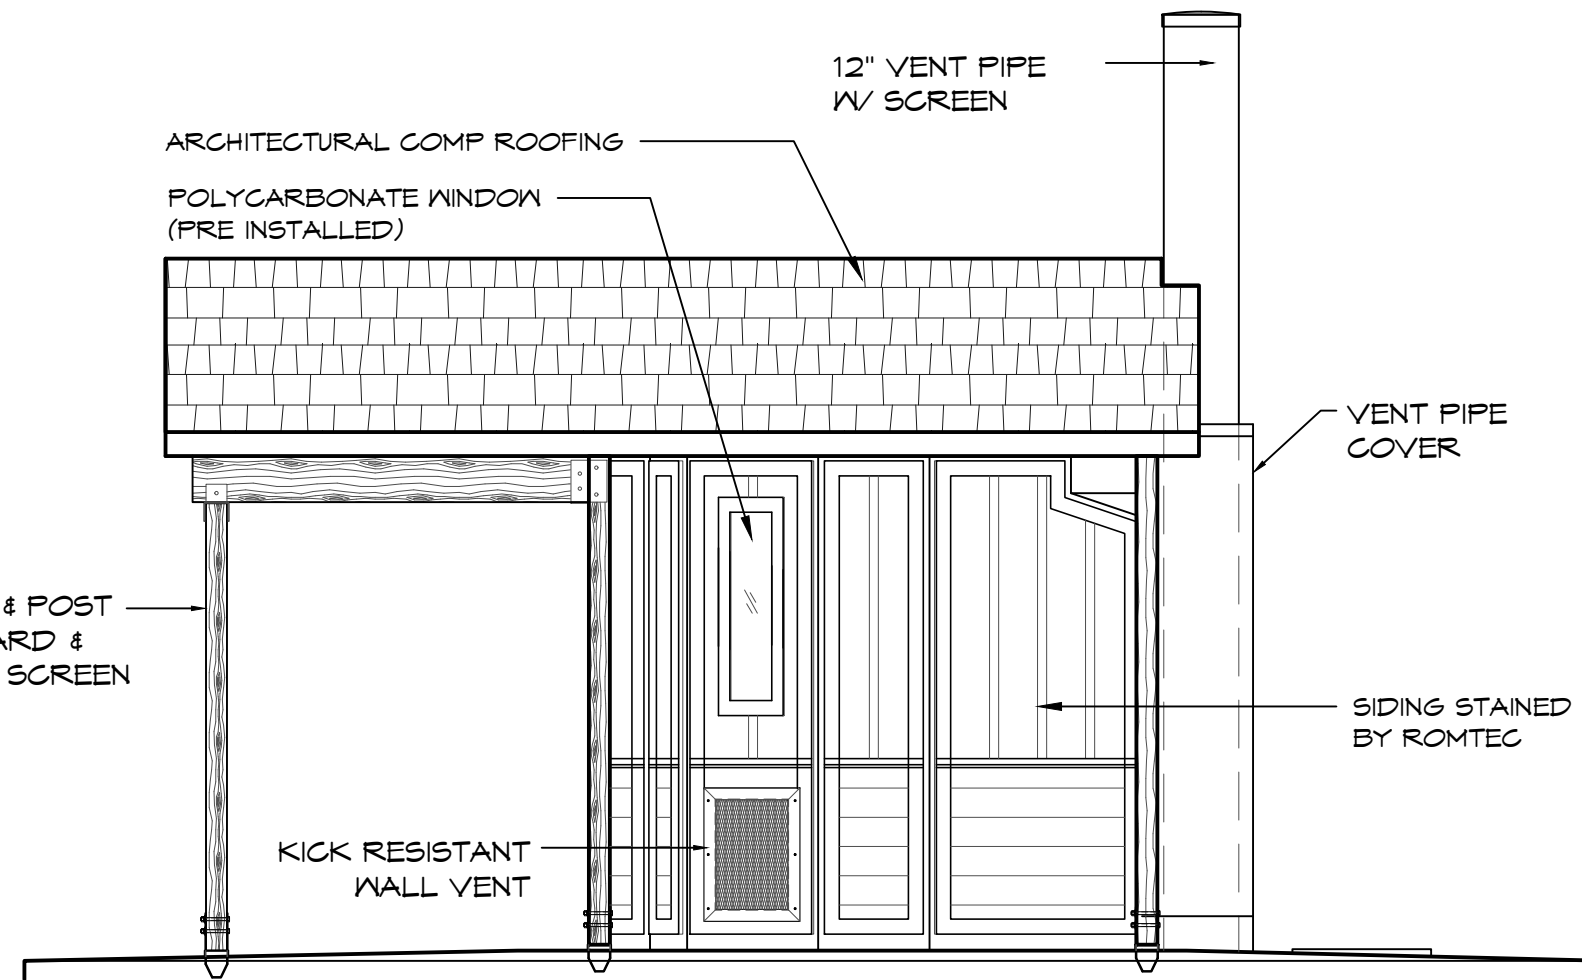 12" VENT PIPE
W/ SCREEN
ARCHITECTURAL COMP ROOFING
POLYCARBONATE WINDOW
(PRE INSTALLED)
VENT PIPE
COVER
& POST
&
SCREEN
SIDING STAINED
BY ROMTEC
KICK RESISTANT
WALL VENT